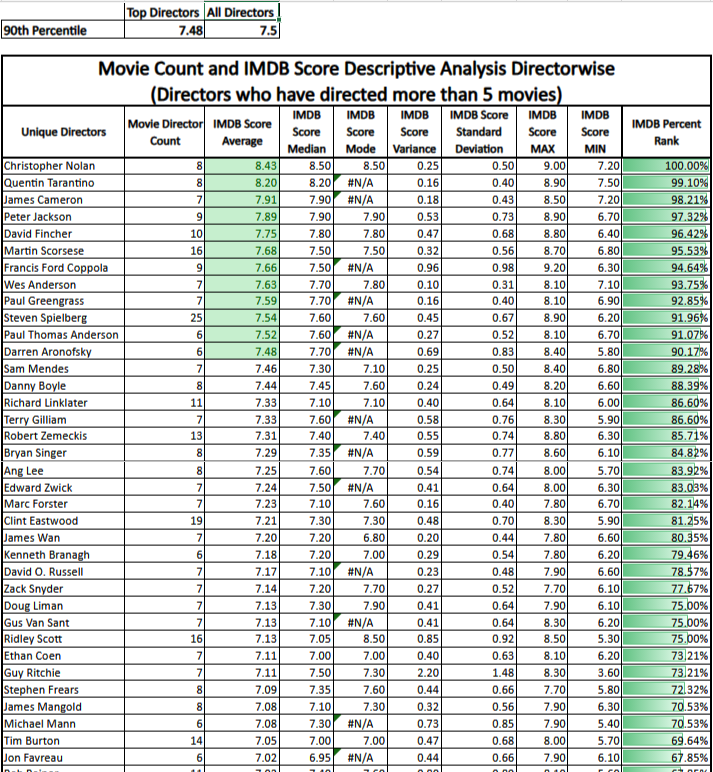 Top Directors All Directors
90th Percentile 7.48 7.5
Movie Count and IMDB Score Descriptive Analysis Directorwise
(Directors who have directed more than 5 movies)
Unique Directors Movie Director Count IMDB Score Average IMDB Score Median IMDB Score Mode IMDB Score Variance IMDB Score Standard Deviation IMDB Score MAX IMDB Score MIN IMDB Percent Rank
Christopher Nolan 8 8.43 8.50 8.50 0.25 0.50 9.00 7.20 100.00%
Quentin Tarantino 8 8.20 8.20 #N/A 0.16 0.40 8.90 7.50 99.10%
James Cameron 7 7.91 7.90 #N/A 0.18 0.43 8.50 7.20 98.21%
Peter Jackson 9 7.89 7.90 7.90 0.53 0.73 8.90 6.70 97.32%
David Fincher 10 7.75 7.80 7.80 0.47 0.68 8.80 6.40 96.42%
Martin Scorsese 16 7.68 7.50 7.50 0.32 0.56 8.70 6.80 95.53%
Francis Ford Coppola 9 7.66 7.50 #N/A 0.96 0.98 9.20 6.30 94.64%
Wes Anderson 7 7.63 7.70 7.80 0.10 0.31 8.10 7.10 93.75%
Paul Greengrass 7 7.59 7.70 #N/A 0.16 0.40 8.10 6.90 92.85%
Steven Spielberg 25 7.54 7.60 7.60 0.45 0.67 8.90 6.20 91.96%
Paul Thomas Anderson 6 7.52 7.60 #N/A 0.27 0.52 8.10 6.70 91.07%
Darren Aronofsky 6 7.48 7.70 #N/A 0.69 0.83 8.40 5.80 90.17%
Sam Mendes 7 7.46 7.30 7.10 0.25 0.50 8.40 6.80 89.28%
Danny Boyle 8 7.44 7.45 7.60 0.24 0.49 8.20 6.60 88.39%
Richard Linklater 11 7.33 7.10 7.10 0.40 0.64 8.10 6.00 86.60%
Terry Gilliam 7 7.33 7.60 #N/A 0.58 0.76 8.30 5.90 86.60%
Robert Zemeckis 13 7.31 7.40 7.40 0.55 0.74 8.80 6.30 85.71%
Bryan Singer 8 7.29 7.35 #N/A 0.59 0.77 8.60 6.10 84.82%
Ang Lee 8 7.25 7.60 7.70 0.54 0.74 8.00 5.70 83.92%
Edward Zwick 7 7.24 7.50 #N/A 0.41 0.64 8.00 6.30 83.03%
Marc Forster 7 7.23 7.10 7.60 0.16 0.40 7.80 6.70 82.14%
Clint Eastwood 19 7.21 7.30 7.30 0.48 0.70 8.30 5.90 81.25%
James Wan 7 7.20 7.20 6.80 0.20 0.44 7.80 6.60 80.35%
Kenneth Branagh 6 7.18 7.20 7.00 0.29 0.54 7.80 6.20 79.46%
David O. Russell 7 7.17 7.10 #N/A 0.23 0.48 7.90 6.60 78.57%
Zack Snyder 7 7.14 7.20 7.70 0.27 0.52 7.70 6.10 77.67%
Doug Liman 7 7.13 7.30 7.90 0.41 0.64 7.90 6.10 75.00%
Gus Van Sant 7 7.13 7.10 #N/A 0.41 0.64 8.30 6.20 75.00%
Ridley Scott 16 7.13 7.05 8.50 0.85 0.92 8.50 5.30 75.00%
Ethan Coen 7 7.11 7.00 7.00 0.40 0.63 8.10 6.20 73.21%
Guy Ritchie 7 7.11 7.50 7.30 2.20 1.48 8.30 3.60 73.21%
Stephen Frears 8 7.09 7.35 7.60 0.44 0.66 7.70 5.80 72.32%
James Mangold 8 7.08 7.10 7.30 0.32 0.56 7.90 6.30 70.53%
Michael Mann 6 7.08 7.30 #N/A 0.73 0.85 7.90 5.40 70.53%
Tim Burton 14 7.05 7.00 7.00 0.47 0.68 8.00 5.70 69.64%
Jon Favreau 6 7.02 6.95 #N/A 0.44 0.66 7.90 6.10 67.85%